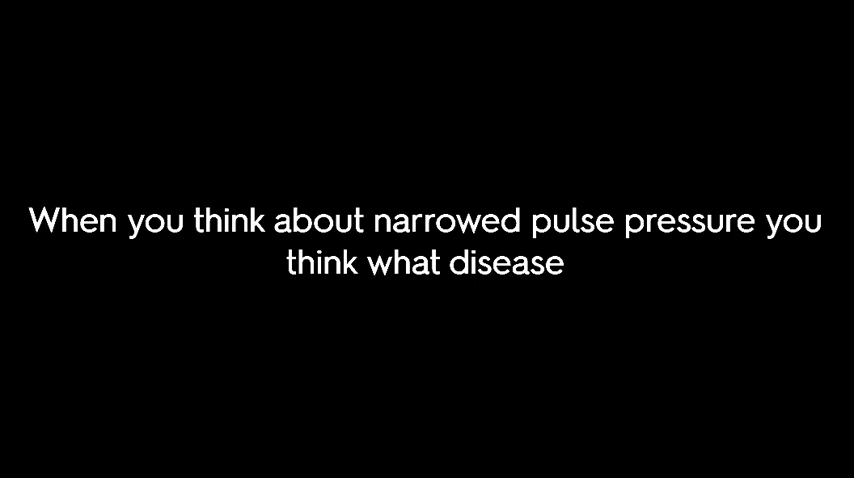 When you think about narrowed pulse pressure you
think what disease